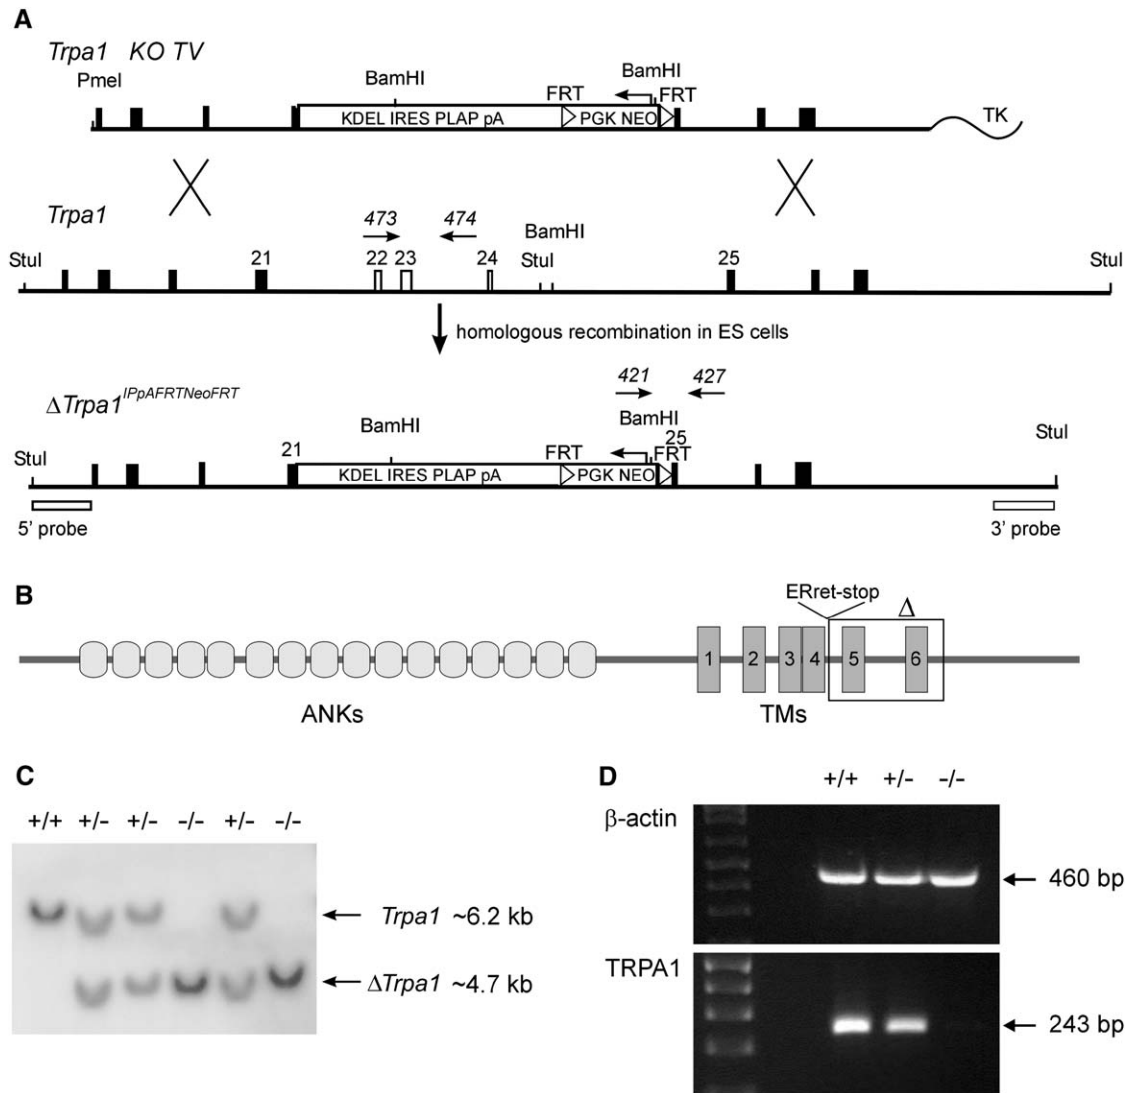 A
Trpa1 KO TV
PmeI
BamHI
BamHI
FRT
FRT
KDEL IRES PLAP pA
PGK NEO
TK
Trpa1
473
474
BamHI
StuI
21
22
23
24
StuI
25
StuI
homologous recombination in ES cells
421
427
ΔTrpa1^IPpAFRTNeoFRT
BamHI
BamHI
25
StuI
StuI
21
FRT
FRT
KDEL IRES PLAP pA
PGK NEO
5’ probe
3’ probe
B
ERret-stop
Δ
1 2 3 4 5 6
ANKs
TMs
C
+/+ +/- +/- -/- +/- -/-
Trpa1 ~6.2 kb
ΔTrpa1 ~4.7 kb
D
+/+ +/- -/-
β-actin
460 bp
TRPA1
243 bp